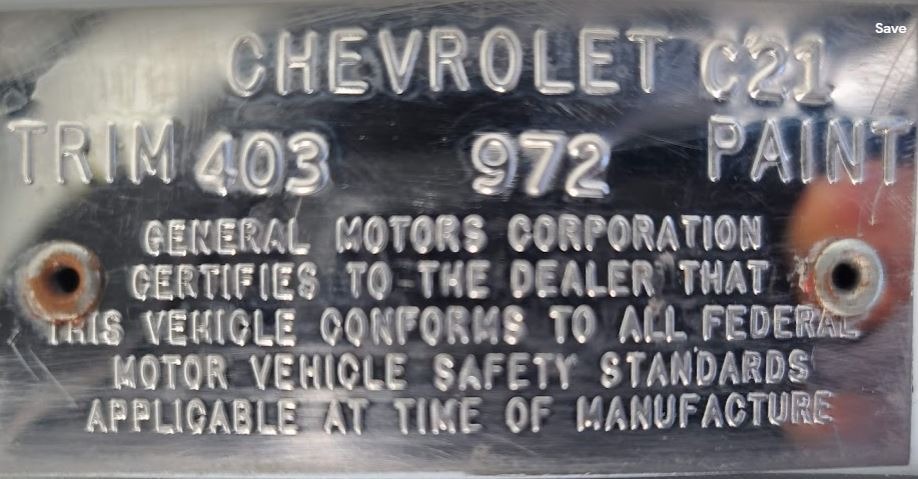 Save
CHEVROLET C21
TRIM 403 972 PAINT
GENERAL MOTORS CORPORATION
CERTIFIES TO THE DEALER THAT
THIS VEHICLE CONFORMS TO ALL FEDERAL
MOTOR VEHICLE SAFETY STANDARDS
APPLICABLE AT TIME OF MANUFACTURE